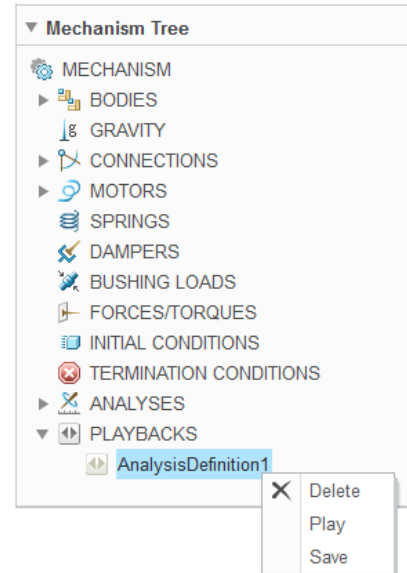 Mechanism Tree
MECHANISM
BODIES
g GRAVITY
CONNECTIONS
MOTORS
SPRINGS
DAMPERS
BUSHING LOADS
FORCES/TORQUES
INITIAL CONDITIONS
TERMINATION CONDITIONS
ANALYSES
PLAYBACKS
AnalysisDefinition1
Delete
Play
Save